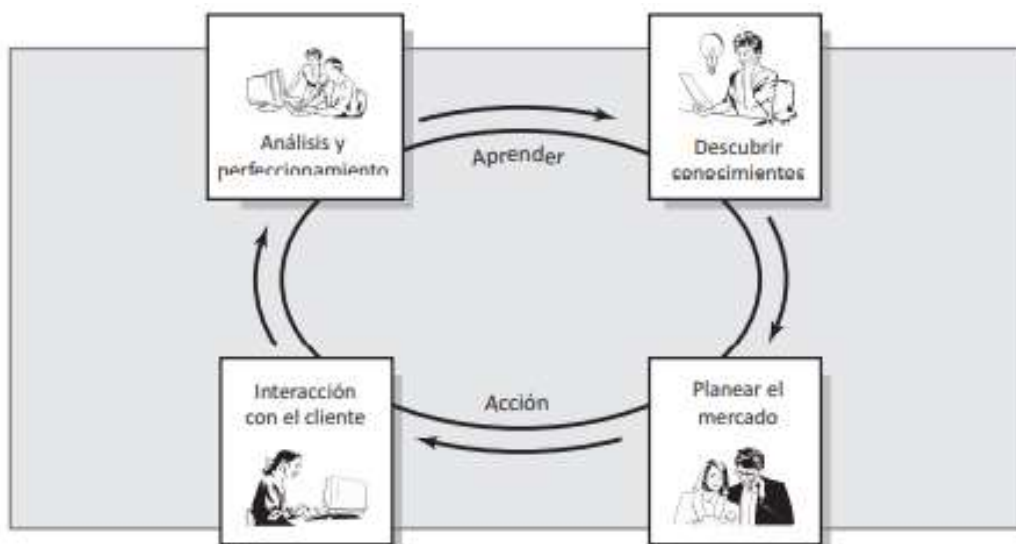 Análisis y
perfeccionamiento
Aprender
Descubrir
conocimientos
Interacción
con el cliente
Acción
Planear el
mercado